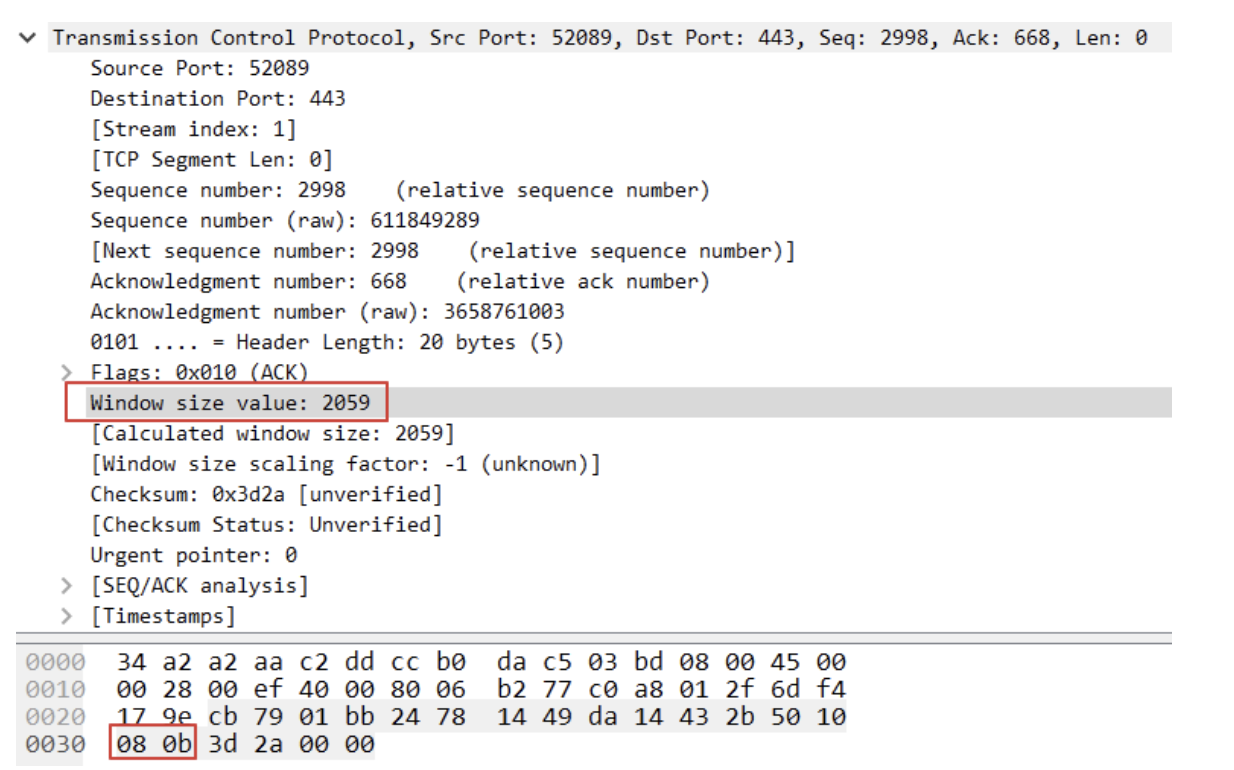 Transmission Control Protocol, Src Port: 52089, Dst Port: 443, Seq: 2998, Ack: 668, Len: 0
Source Port: 52089
Destination Port: 443
[Stream index: 1]
[TCP Segment Len: 0]
Sequence number: 2998    (relative sequence number)
Sequence number (raw): 611849289
[Next sequence number: 2998    (relative sequence number)]
Acknowledgment number: 668    (relative ack number)
Acknowledgment number (raw): 3658761003
0101 .... = Header Length: 20 bytes (5)
Flags: 0x010 (ACK)
Window size value: 2059
[Calculated window size: 2059]
[Window size scaling factor: -1 (unknown)]
Checksum: 0x3d2a [unverified]
[Checksum Status: Unverified]
Urgent pointer: 0
[SEQ/ACK analysis]
[Timestamps]
0000  34 a2 a2 aa c2 dd cc b0  da c5 03 bd 08 00 45 00
0010  00 28 00 ef 40 00 80 06  b2 77 c0 a8 01 2f 6d f4
0020  17 9e cb 79 01 bb 24 78  14 49 da 14 43 2b 50 10
0030  08 0b 3d 2a 00 00